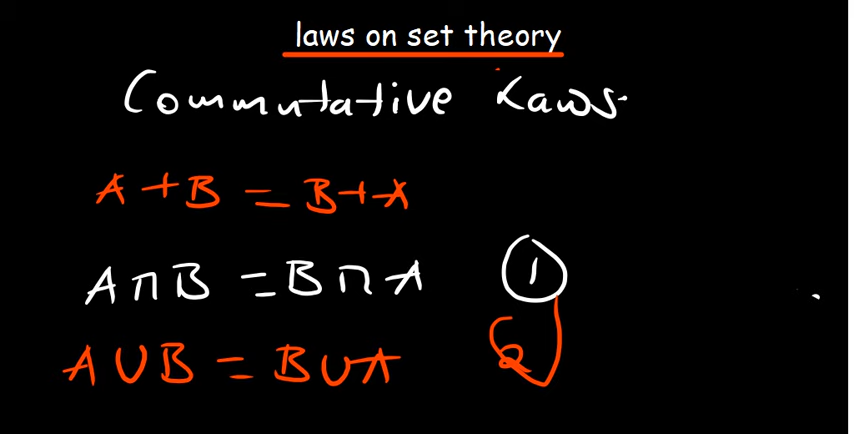 laws on set theory
Commutative Laws
A + B = B + A
A ∩ B = B ∩ A 1
A ∪ B = B ∪ A 2